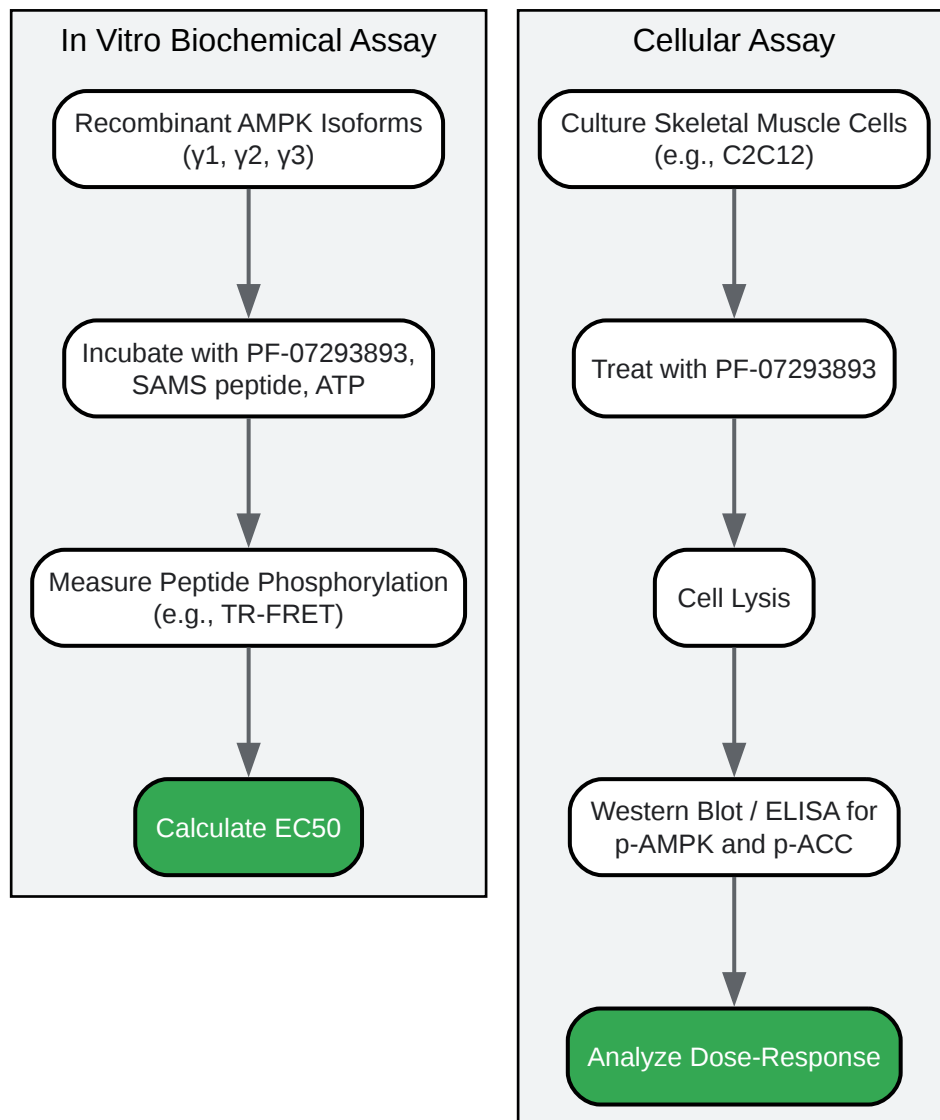 In Vitro Biochemical Assay
Recombinant AMPK Isoforms
(γ1, γ2, γ3)
Incubate with PF-07293893,
SAMS peptide, ATP
Measure Peptide Phosphorylation
(e.g., TR-FRET)
Calculate EC50
Cellular Assay
Culture Skeletal Muscle Cells
(e.g., C2C12)
Treat with PF-07293893
Cell Lysis
Western Blot / ELISA for
p-AMPK and p-ACC
Analyze Dose-Response